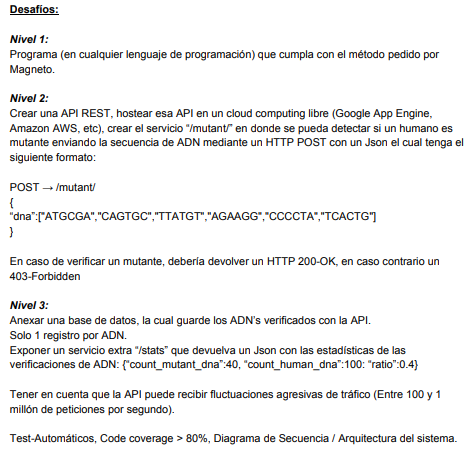 Desafíos:
Nivel 1:
Programa (en cualquier lenguaje de programación) que cumpla con el método pedido por
Magneto.
Nivel 2:
Crear una API REST, hostear esa API en un cloud computing libre (Google App Engine,
Amazon AWS, etc), crear el servicio “/mutant/” en donde se pueda detectar si un humano es
mutante enviando la secuencia de ADN mediante un HTTP POST con un Json el cual tenga el
siguiente formato:
POST → /mutant/
{
“dna”:["ATGCGA","CAGTGC","TTATGT","AGAAGG","CCCCTA","TCACTG"]
}
En caso de verificar un mutante, debería devolver un HTTP 200-OK, en caso contrario un
403-Forbidden
Nivel 3:
Anexar una base de datos, la cual guarde los ADN’s verificados con la API.
Solo 1 registro por ADN.
Exponer un servicio extra “/stats” que devuelva un Json con las estadísticas de las
verificaciones de ADN: {“count_mutant_dna”:40, “count_human_dna”:100: “ratio”:0.4}
Tener en cuenta que la API puede recibir fluctuaciones agresivas de tráfico (Entre 100 y 1
millón de peticiones por segundo).
Test-Automáticos, Code coverage > 80%, Diagrama de Secuencia / Arquitectura del sistema.